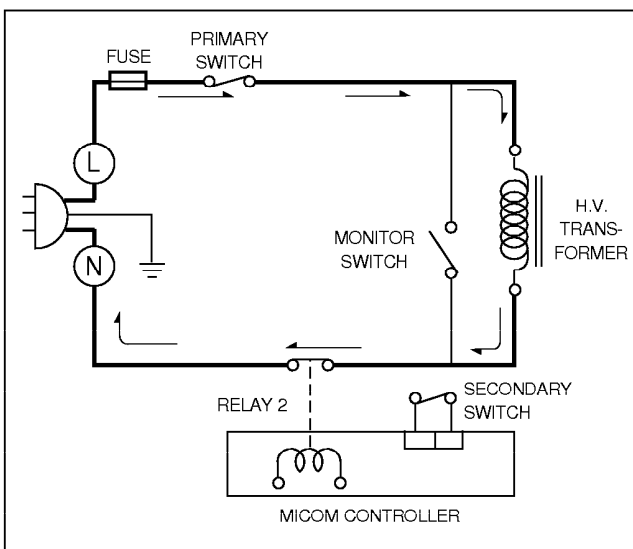 PRIMARY
SWITCH
FUSE
L
H.V.
TRANS-
FORMER
MONITOR
SWITCH
N
RELAY 2
SECONDARY
SWITCH
MICOM CONTROLLER